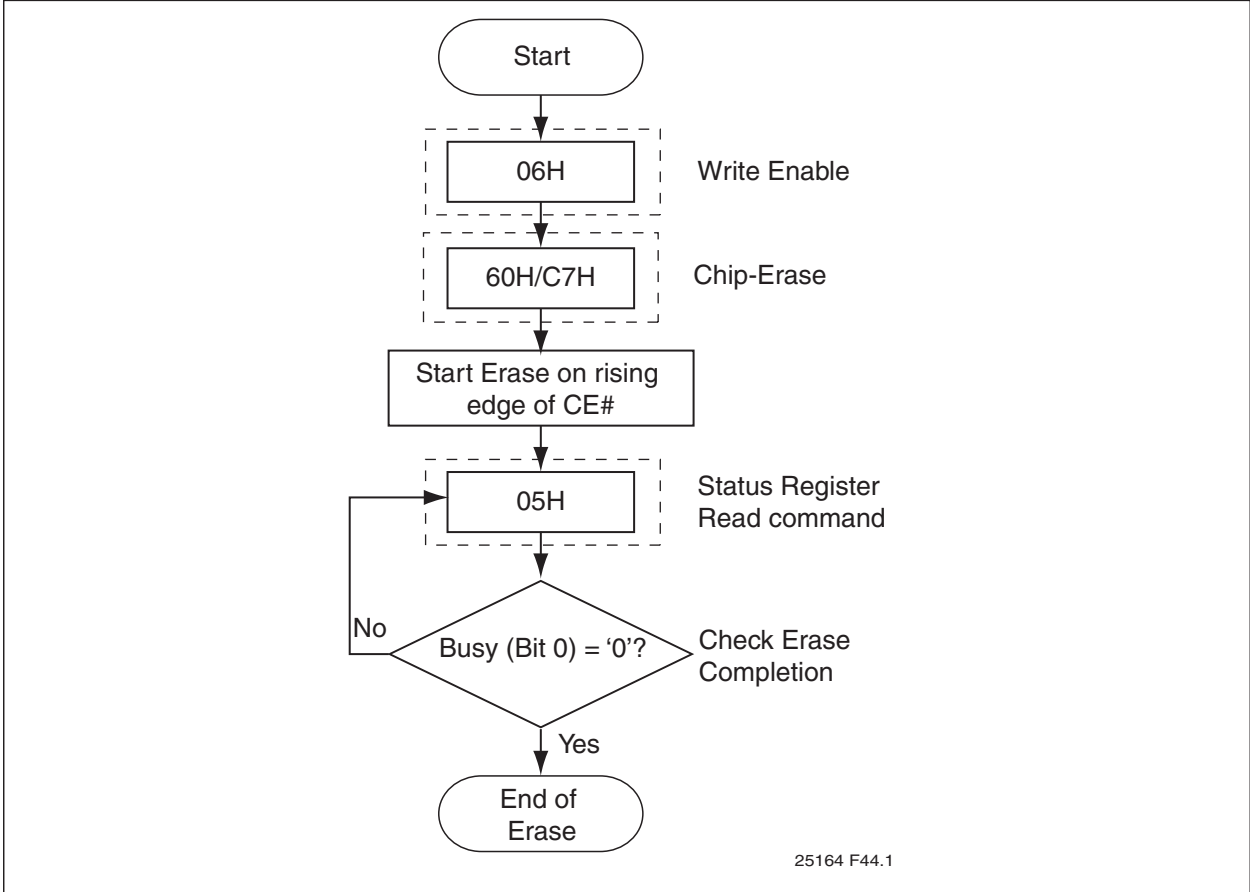 Start
06H
Write Enable
60H/C7H
Chip-Erase
Start Erase on rising
edge of CE#
05H
Status Register
Read command
No
Busy (Bit 0) = ‘0’?
Check Erase
Completion
Yes
End of
Erase
25164 F44.1